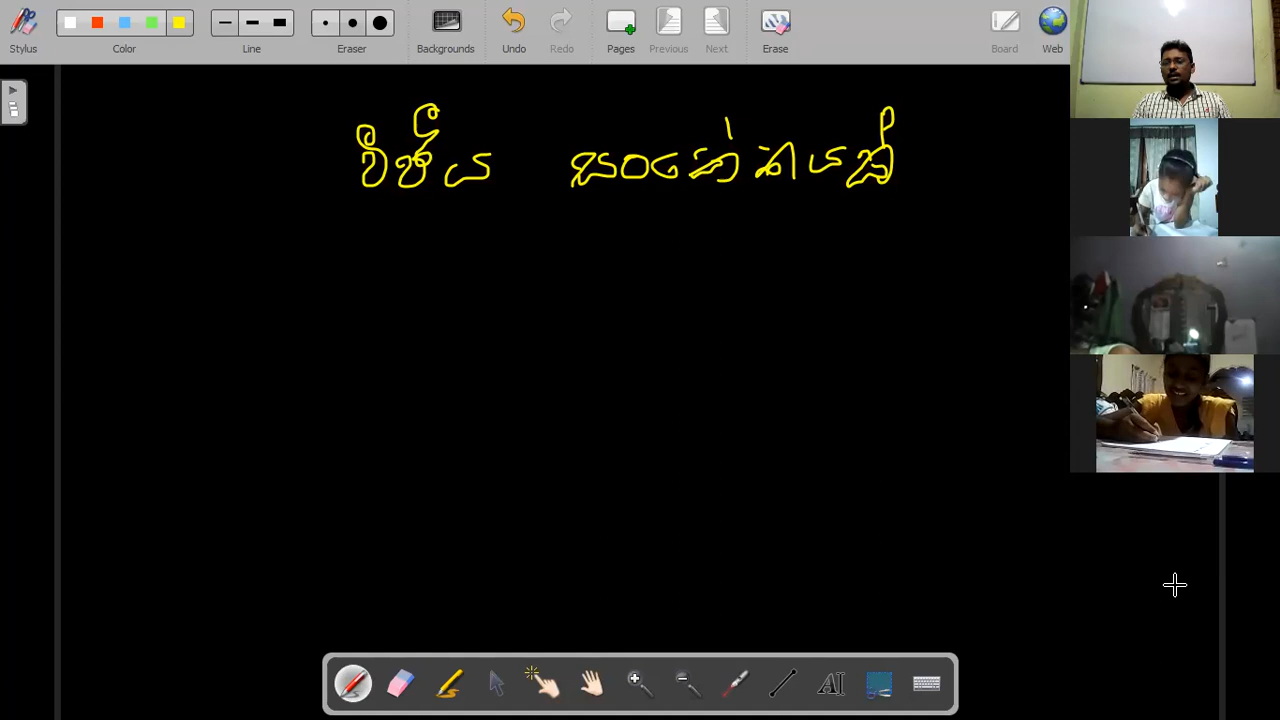 Stylus Color Line Eraser Backgrounds Undo Redo Pages Previous Next Erase Board Web
විජීය සංකේතයක්